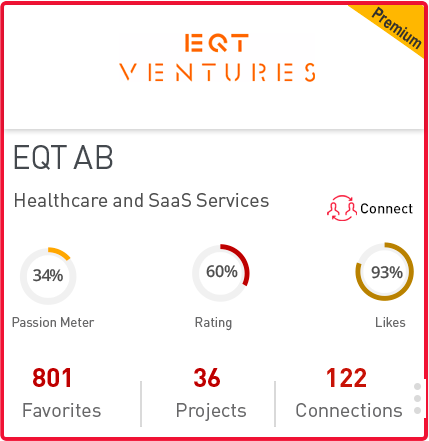 Premium
EQT
VENTURES
EQT AB
Healthcare and SaaS Services
Connect
34% 60% 93%
Passion Meter Rating Likes
801 36 122
Favorites Projects Connections